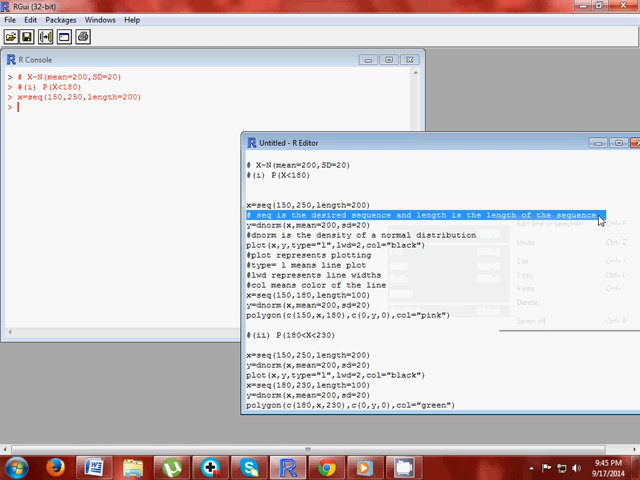 RGui (32-bit)
File Edit Packages Windows Help
R Console
> # X~N(mean=200,SD=20)
> #(i) P(X<180)
> x=seq(150,250,length=200)
>
Untitled - R Editor
# X~N(mean=200,SD=20)
#(i) P(X<180)
x=seq(150,250,length=200)
# seq is the desired sequence and length is the length of the sequence
y=dnorm(x,mean=200,sd=20)
#dnorm is the density of a normal distribution
plot(x,y,type="l",lwd=2,col="black")
#plot represents plotting
#type= l means line plot
#lwd represents line widths
#col means color of the line
x=seq(150,180,length=100)
y=dnorm(x,mean=200,sd=20)
polygon(c(150,x,180),c(0,y,0),col="pink")
#(ii) P(180<X<230)
x=seq(150,250,length=200)
y=dnorm(x,mean=200,sd=20)
plot(x,y,type="l",lwd=2,col="black")
x=seq(180,230,length=100)
y=dnorm(x,mean=200,sd=20)
polygon(c(180,x,230),c(0,y,0),col="green")
Undo
Paste
Delete
Select all
9:45 PM
9/17/2014